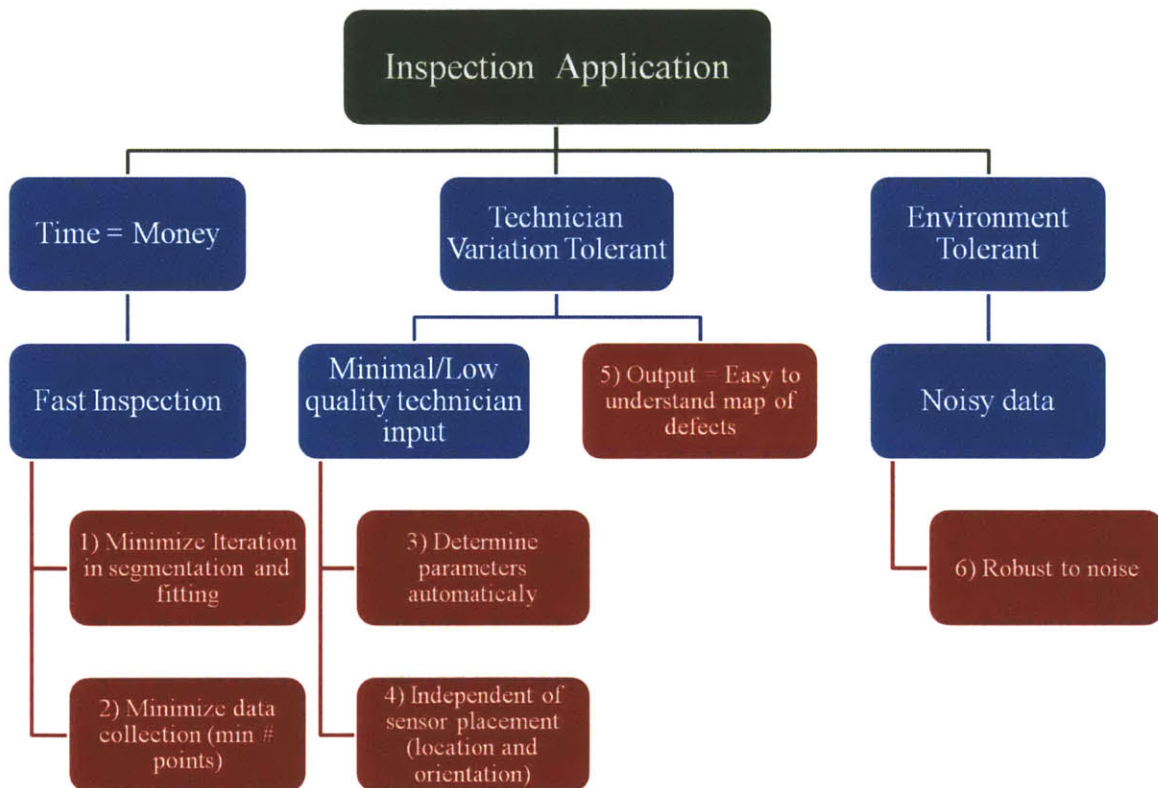 Inspection Application
Time = Money
Technician
Variation Tolerant
Environment
Tolerant
Fast Inspection
Minimal/Low
quality technician
input
5) Output = Easy to
understand map of
defects
Noisy data
1) Minimize Iteration
in segmentation and
fitting
3) Determine
parameters
automaticaly
6) Robust to noise
2) Minimize data
collection (min #
points)
4) Independent of
sensor placement
(location and
orientation)